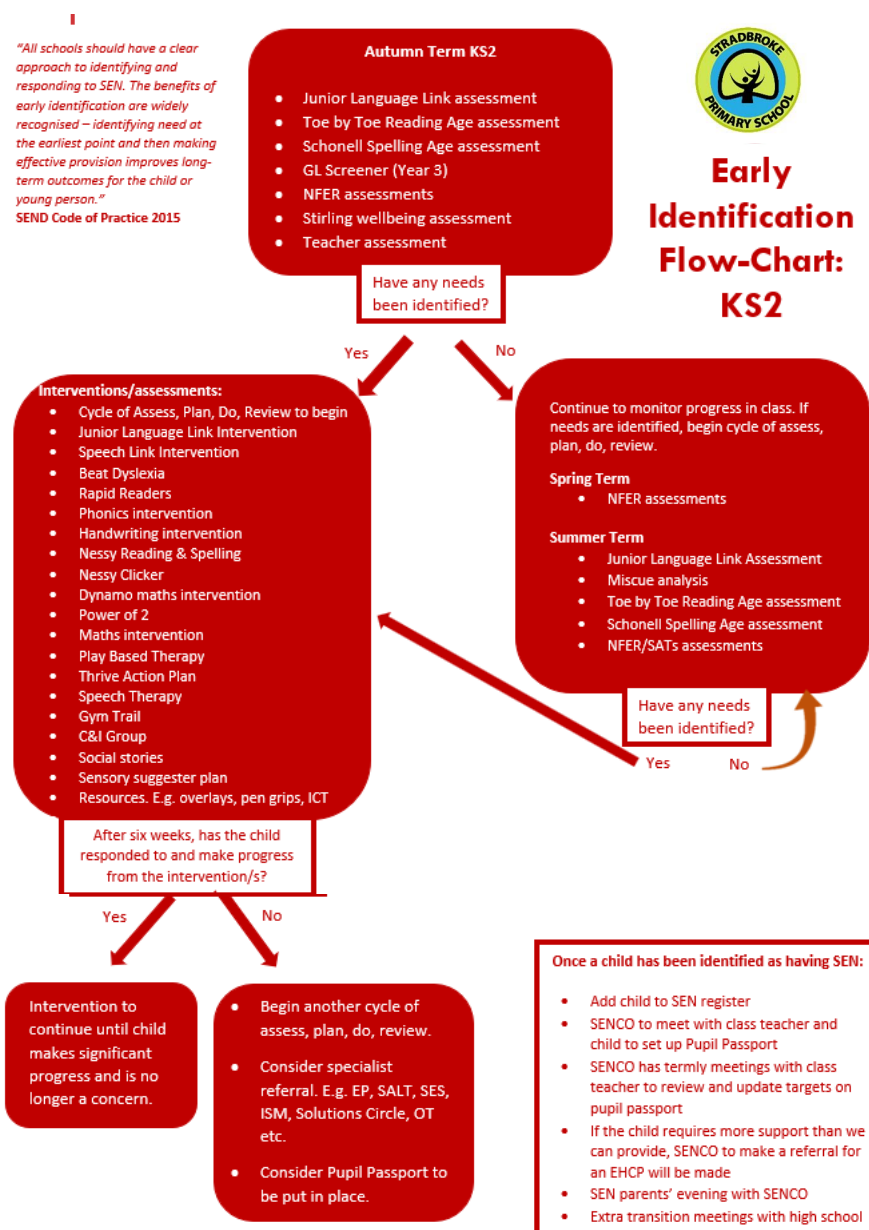 “All schools should have a clear
approach to identifying and
responding to SEN. The benefits of
early identification are widely
recognised – identifying need at
the earliest point and then making
effective provision improves long-
term outcomes for the child or
young person.”
SEND Code of Practice 2015
Autumn Term KS2
• Junior Language Link assessment
• Toe by Toe Reading Age assessment
• Schonell Spelling Age assessment
• GL Screener (Year 3)
• NFER assessments
• Stirling wellbeing assessment
• Teacher assessment
STRADBROKE
PRIMARY SCHOOL
Early
Identification
Flow-Chart:
KS2
Have any needs
been identified?
Yes
No
Interventions/assessments:
• Cycle of Assess, Plan, Do, Review to begin
• Junior Language Link Intervention
• Speech Link Intervention
• Beat Dyslexia
• Rapid Readers
• Phonics intervention
• Handwriting intervention
• Nessy Reading & Spelling
• Nessy Clicker
• Dynamo maths intervention
• Power of 2
• Maths intervention
• Play Based Therapy
• Thrive Action Plan
• Speech Therapy
• Gym Trail
• C&I Group
• Social stories
• Sensory suggester plan
• Resources. E.g. overlays, pen grips, ICT
Continue to monitor progress in class. If
needs are identified, begin cycle of assess,
plan, do, review.
Spring Term
• NFER assessments
Summer Term
• Junior Language Link Assessment
• Miscue analysis
• Toe by Toe Reading Age assessment
• Schonell Spelling Age assessment
• NFER/SATs assessments
Have any needs
been identified?
Yes
No
After six weeks, has the child
responded to and make progress
from the intervention/s?
Yes
No
Intervention to
continue until child
makes significant
progress and is no
longer a concern.
• Begin another cycle of
assess, plan, do, review.
• Consider specialist
referral. E.g. EP, SALT, SES,
ISM, Solutions Circle, OT
etc.
• Consider Pupil Passport to
be put in place.
Once a child has been identified as having SEN:
• Add child to SEN register
• SENCO to meet with class teacher and
child to set up Pupil Passport
• SENCO has termly meetings with class
teacher to review and update targets on
pupil passport
• If the child requires more support than we
can provide, SENCO to make a referral for
an EHCP will be made
• SEN parents’ evening with SENCO
• Extra transition meetings with high school